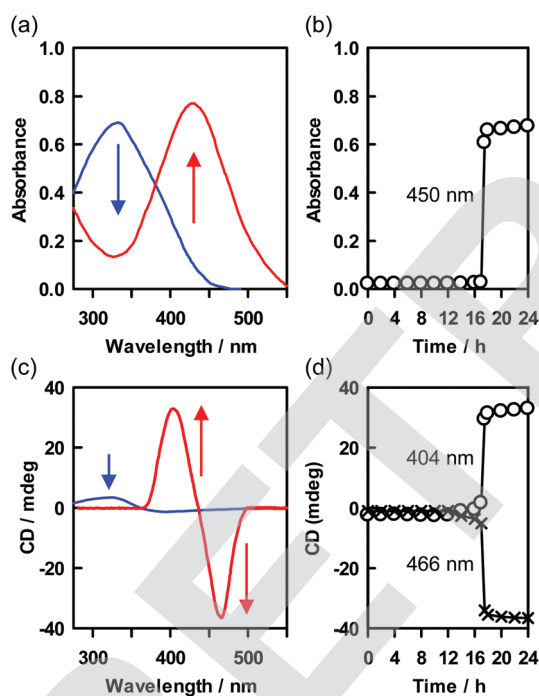 (a)
(b)
1.0
0.8
0.6
0.4
0.2
0.0
Absorbance
300 400 500
Wavelength / nm
1.0
0.8
0.6
0.4
0.2
0.0
Absorbance
450 nm
0 4 8 12 16 20 24
Time / h
(c)
(d)
40
20
0
-20
-40
CD / mdeg
300 400 500
Wavelength / nm
40
20
0
-20
-40
CD (mdeg)
404 nm
466 nm
0 4 8 12 16 20 24
Time / h